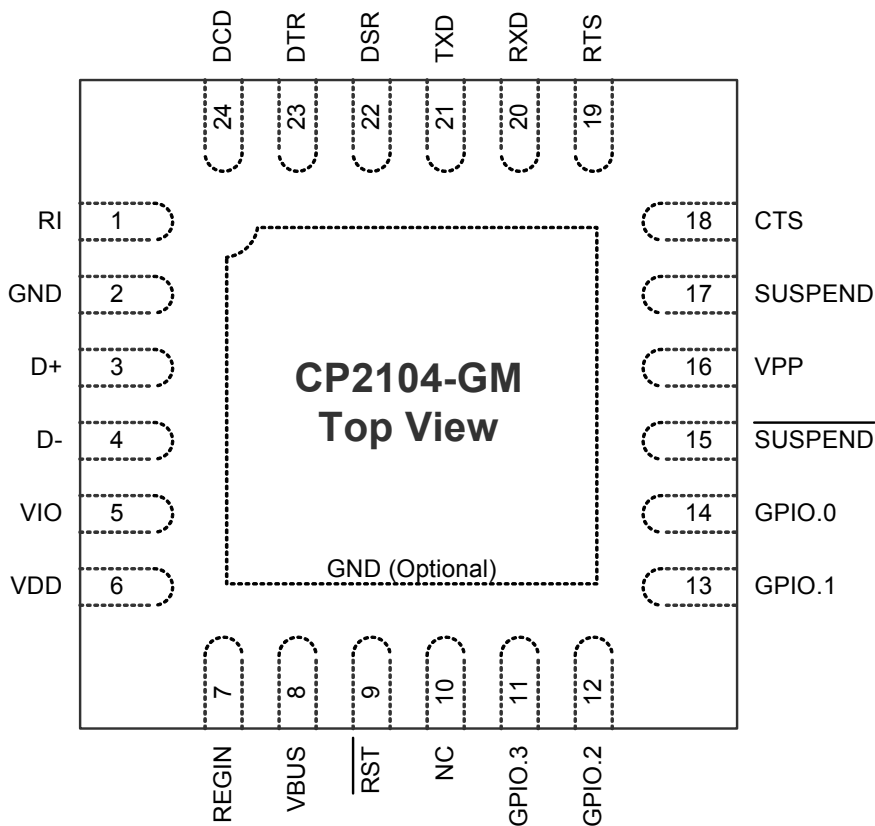 DCD
DTR
DSR
TXD
RXD
RTS
24
23
22
21
20
19
RI 1
GND 2
D+ 3
D- 4
VIO 5
VDD 6
18 CTS
17 SUSPEND
16 VPP
15 S̅U̅S̅P̅E̅N̅D̅
14 GPIO.0
13 GPIO.1
CP2104-GM
Top View
GND (Optional)
7
8
9
10
11
12
REGIN
VBUS
R̅S̅T̅
NC
GPIO.3
GPIO.2